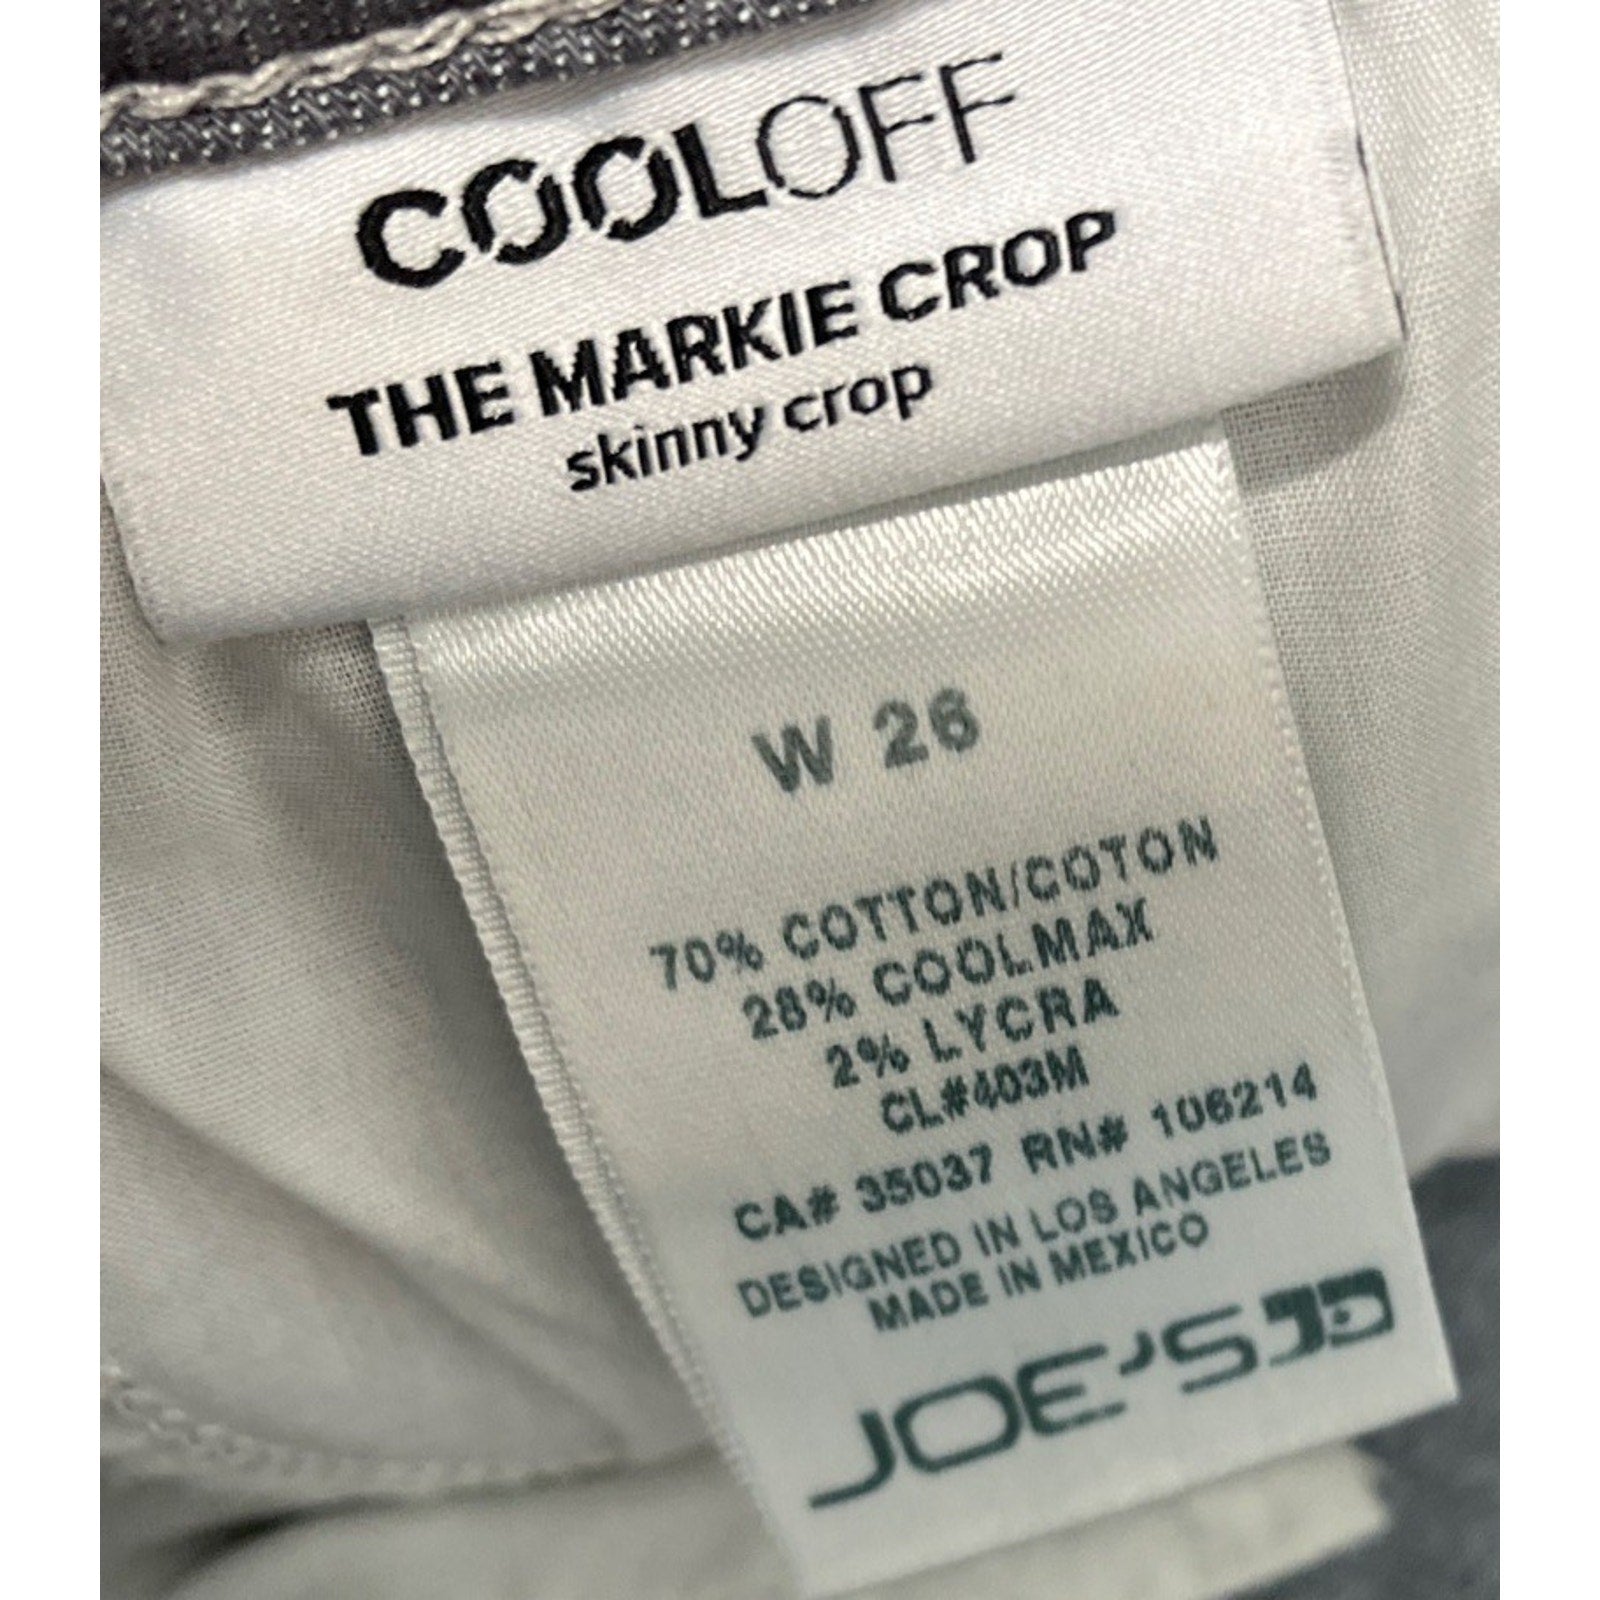 COOLOFF
THE MARKIE CROP
skinny crop
W 26
70% COTTON/COTON
28% COOLMAX
2% LYCRA
CL#403M
CA# 35037 RN# 106214
DESIGNED IN LOS ANGELES
MADE IN MEXICO
JOE'S JD